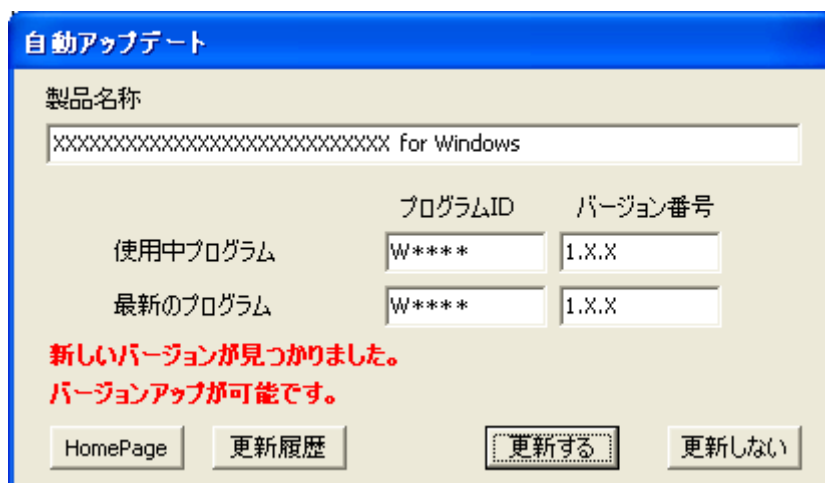 自動アップデート
製品名称
XXXXXXXXXXXXXXXXXXXXXXXXXXXX for Windows
プログラムID バージョン番号
使用中プログラム W**** 1.X.X
最新のプログラム W**** 1.X.X
新しいバージョンが見つかりました。
バージョンアップが可能です。
HomePage 更新履歴 更新する 更新しない